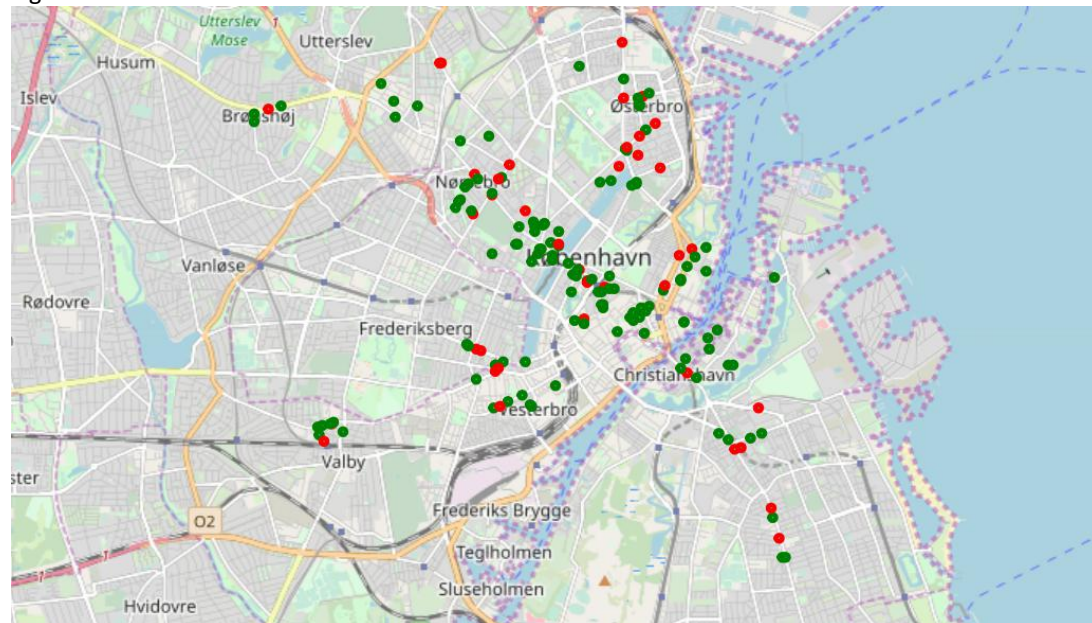 Utterslev
Mose
Utterslev
Husum
Islev
Brønshøj
Østerbro
Nørrebro
København
Vanløse
Rødovre
Frederiksberg
Christianshavn
Vesterbro
Valby
ster
O2
Frederiks Brygge
Teglholmen
Sluseholmen
Hvidovre
1